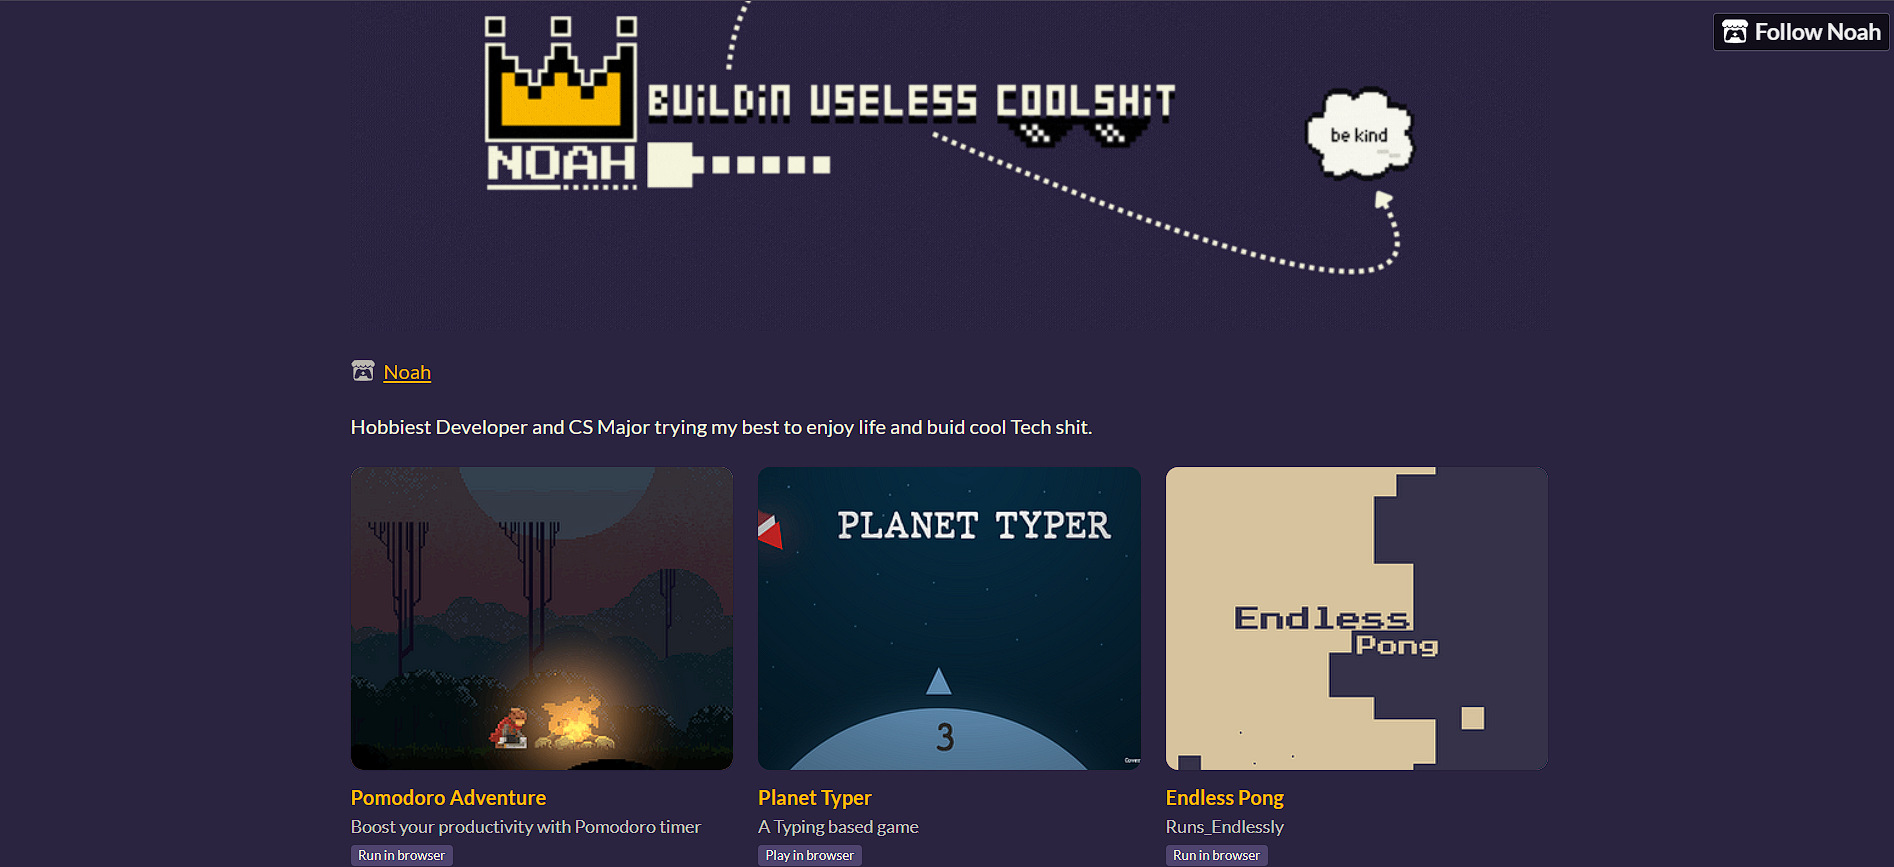 Follow Noah
BUiLDiN USELESS COOLSHiT
be kind
NOAH
Noah
Hobbiest Developer and CS Major trying my best to enjoy life and buid cool Tech shit.
PLANET TYPER
Endless
Pong
3
Pomodoro Adventure
Planet Typer
Endless Pong
Boost your productivity with Pomodoro timer
A Typing based game
Runs_Endlessly
Run in browser
Play in browser
Run in browser